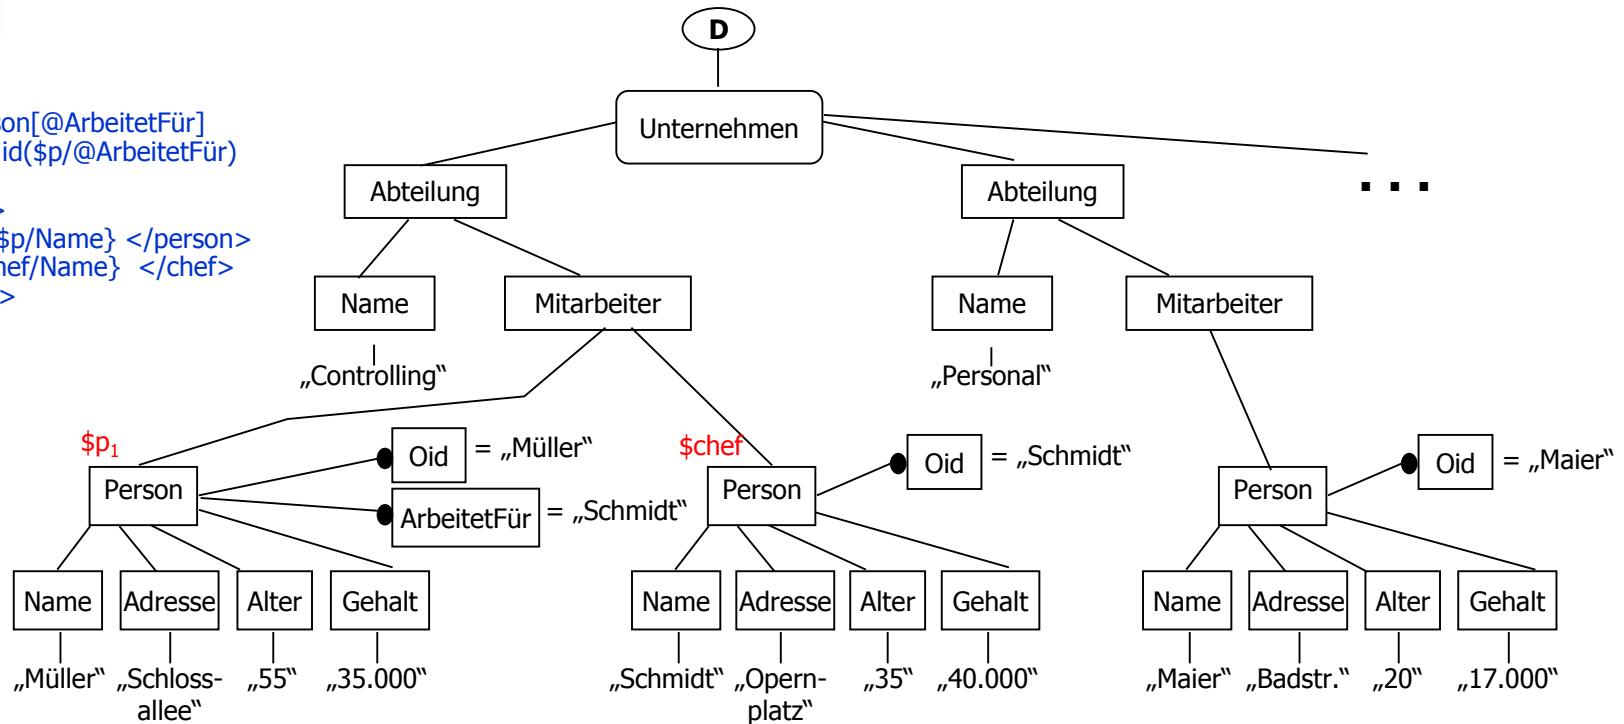 D
Unternehmen
son[@ArbeitetFür]
id($p/@ArbeitetFür)
>
$p/Name} </person>
hef/Name}  </chef>
>
Abteilung
Abteilung
...
Name
Mitarbeiter
Name
Mitarbeiter
„Controlling“
„Personal“
$p₁
Oid = „Müller“
$chef
Oid = „Schmidt“
Oid = „Maier“
Person
ArbeitetFür = „Schmidt“
Person
Person
Name Adresse Alter Gehalt
Name Adresse Alter Gehalt
Name Adresse Alter Gehalt
„Müller“ „Schloss-
allee“
„55“ „35.000“
„Schmidt“ „Opern-
platz“
„35“ „40.000“
„Maier“ „Badstr.“ „20“ „17.000“